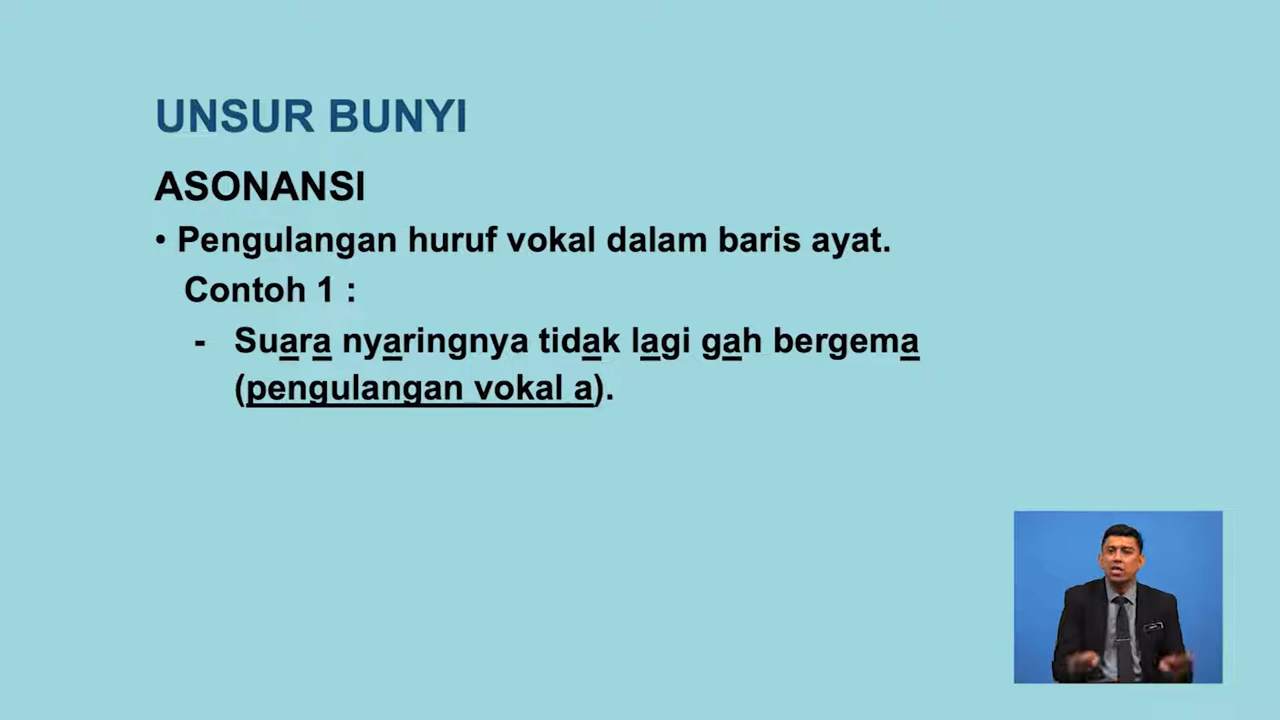 UNSUR BUNYI
ASONANSI
• Pengulangan huruf vokal dalam baris ayat.
Contoh 1 :
- Suara nyaringnya tidak lagi gah bergema
(pengulangan vokal a).